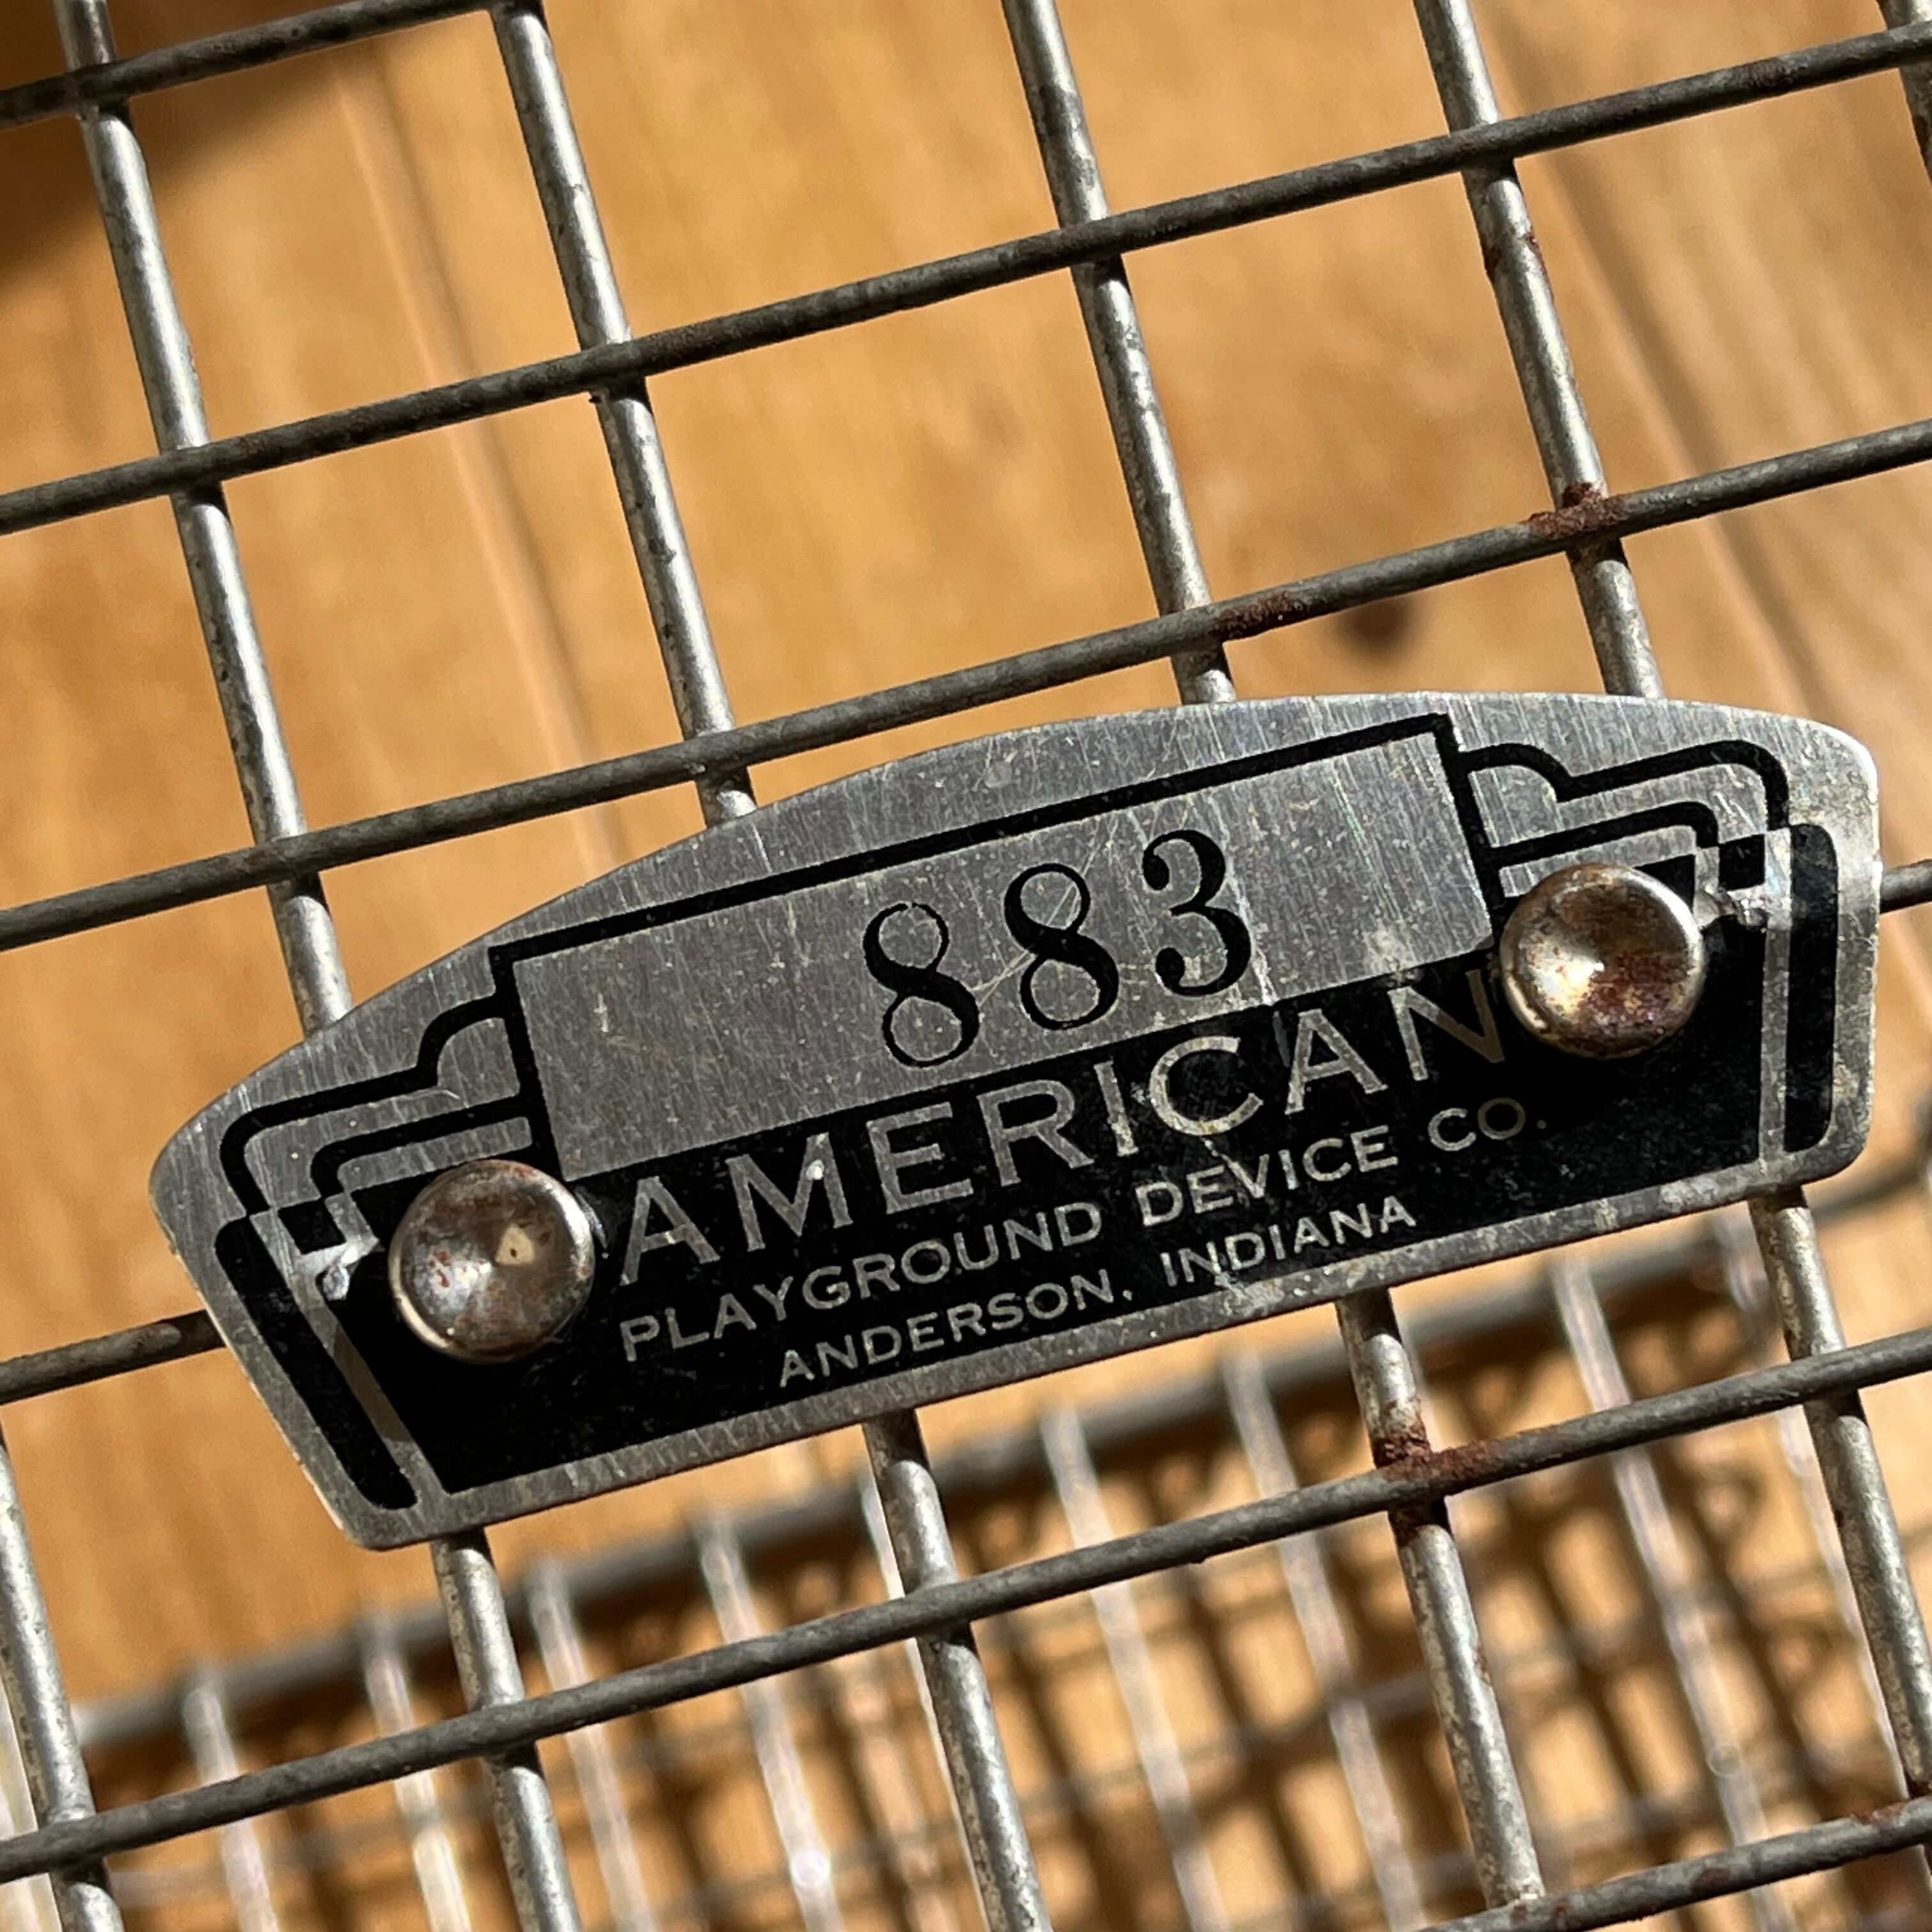 883
AMERICAN
PLAYGROUND DEVICE CO.
ANDERSON, INDIANA